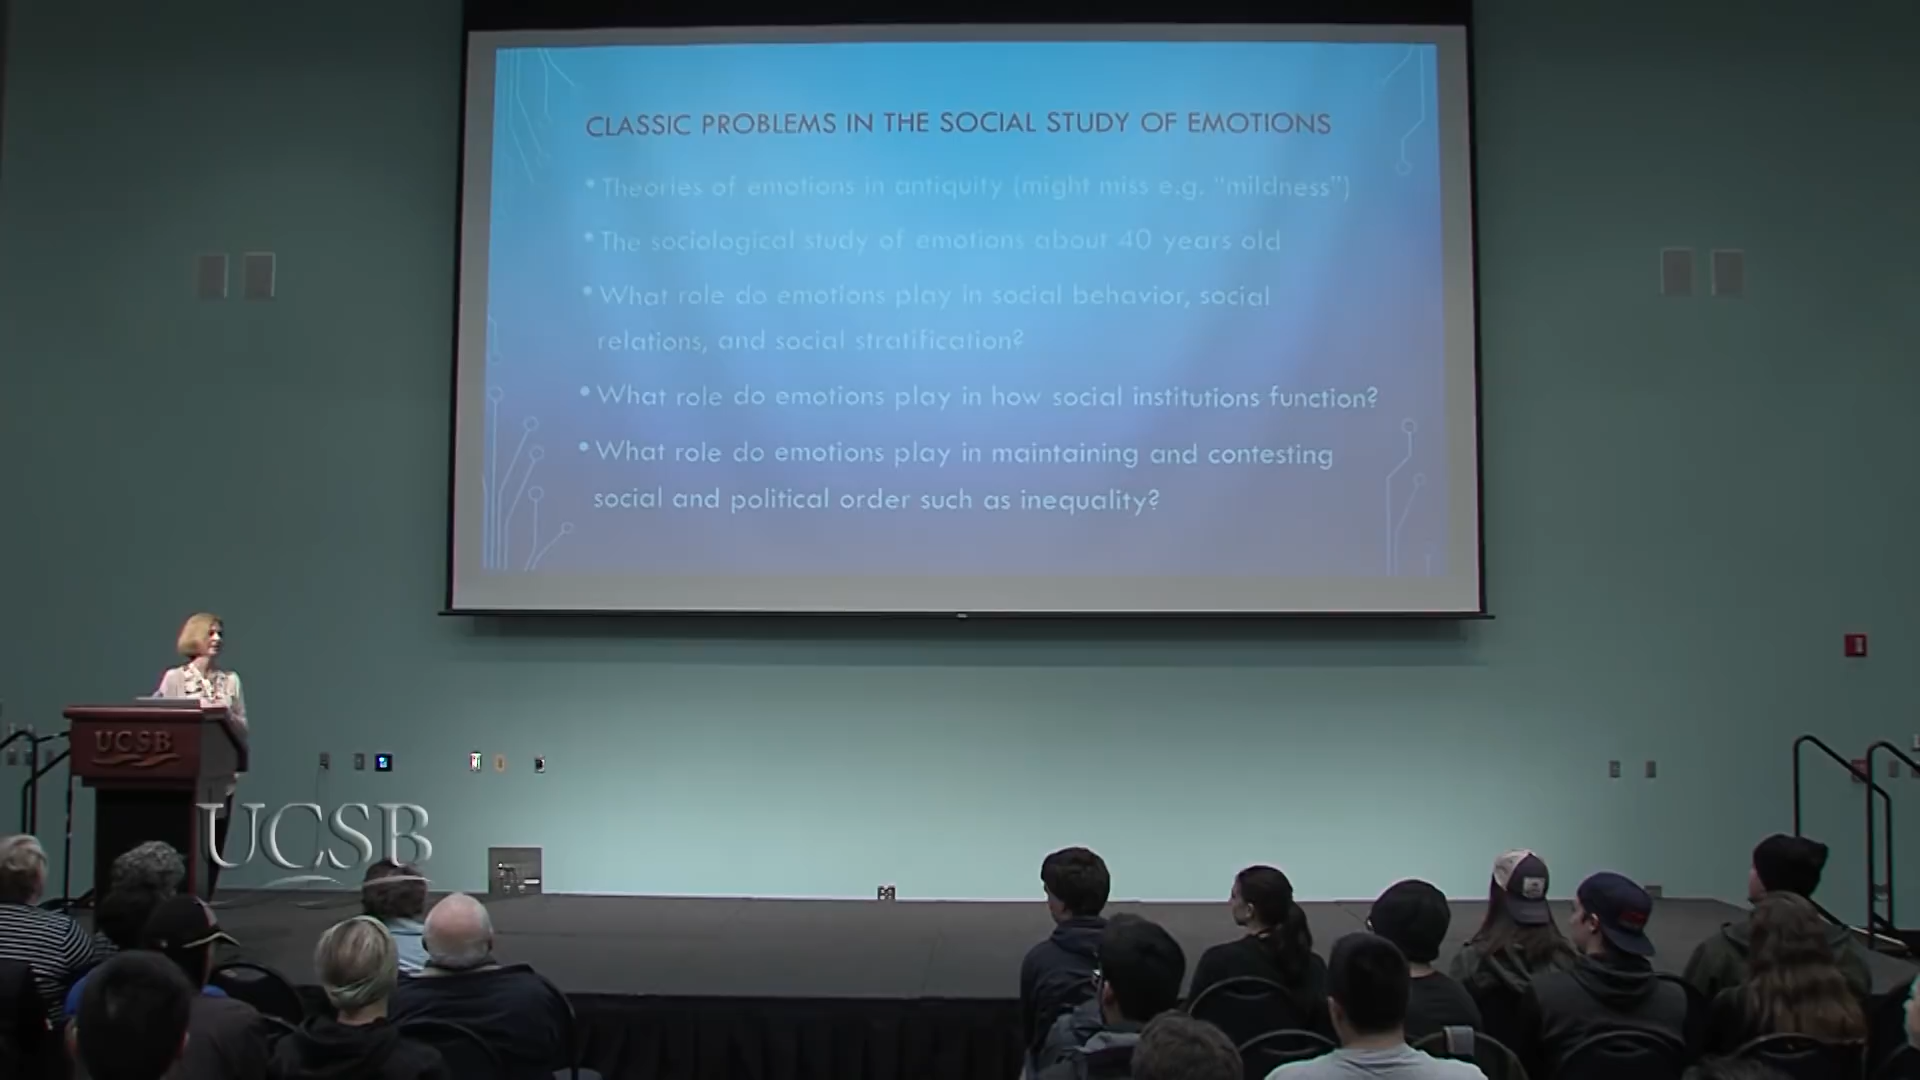 CLASSIC PROBLEMS IN THE SOCIAL STUDY OF EMOTIONS
• Theories of emotions in antiquity (might miss e.g. "mildness")
• The sociological study of emotions about 40 years old
• What role do emotions play in social behavior, social
relations, and social stratification?
• What role do emotions play in how social institutions function?
• What role do emotions play in maintaining and contesting
social and political order such as inequality?
UCSB
UCSB